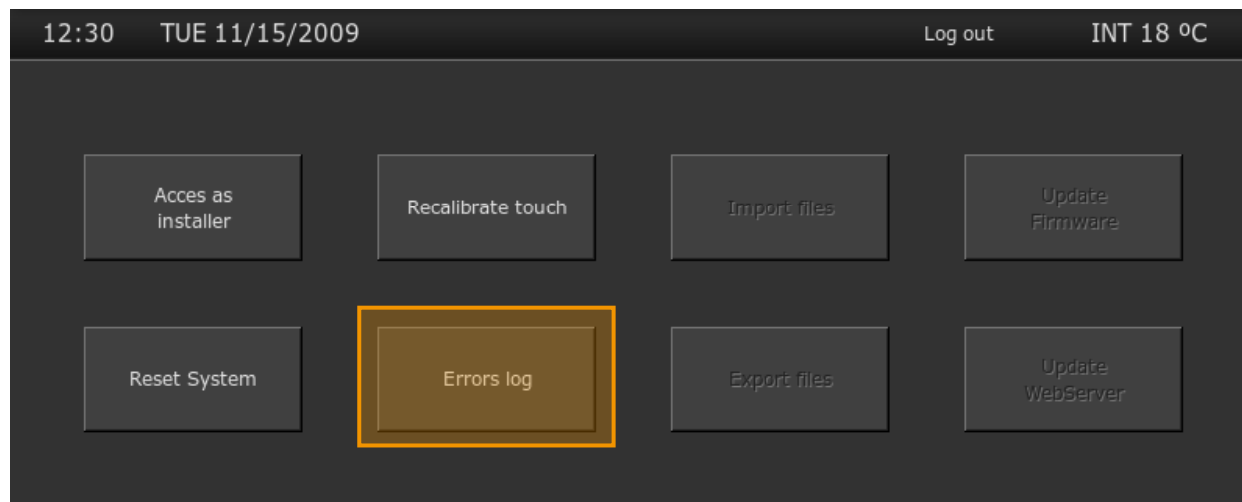 12:30 TUE 11/15/2009 Log out INT 18 ºC
Acces as
installer
Recalibrate touch
Import files
Update
Firmware
Reset System
Errors log
Export files
Update
WebServer